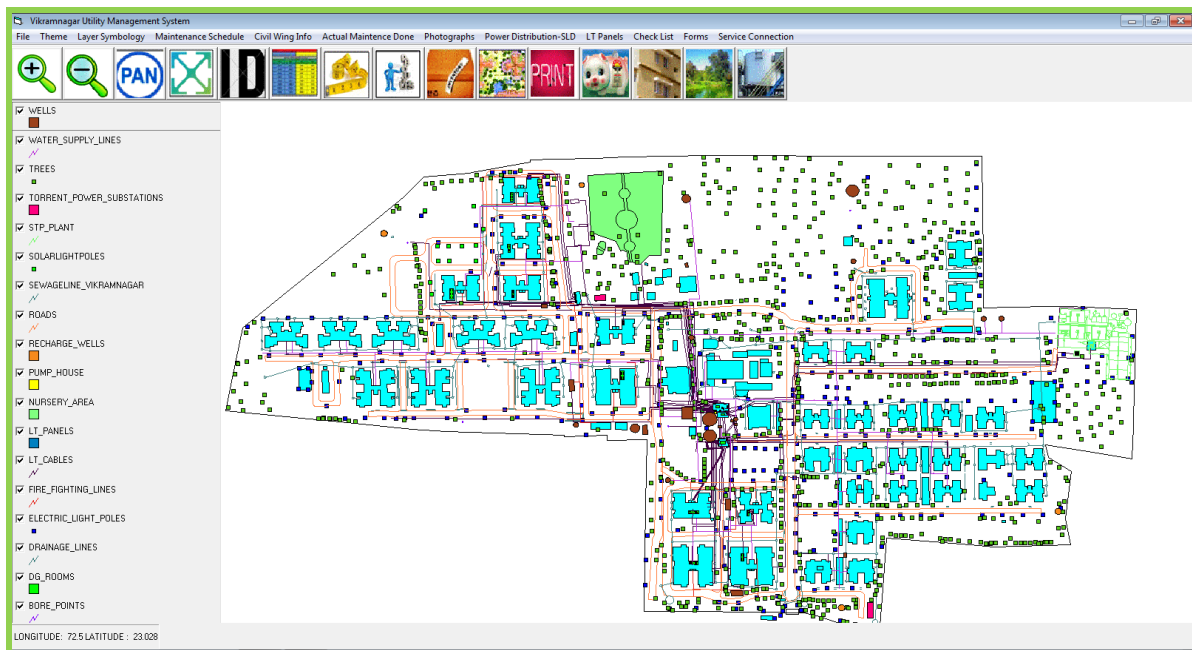 Vikramnagar Utility Management System
File Theme Layer Symbology Maintenance Schedule Civil Wing Info Actual Maintence Done Photographs Power Distribution-SLD LT Panels Check List Forms Service Connection
PAN ID PRINT
WELLS
WATER_SUPPLY_LINES
TREES
TORRENT_POWER_SUBSTATIONS
STP_PLANT
SOLARLIGHTPOLES
SEWAGELINE_VIKRAMNAGAR
ROADS
RECHARGE_WELLS
PUMP_HOUSE
NURSERY_AREA
LT_PANELS
LT_CABLES
FIRE_FIGHTING_LINES
ELECTRIC_LIGHT_POLES
DRAINAGE_LINES
DG_ROOMS
BORE_POINTS
LONGITUDE: 72.5 LATITUDE : 23.028